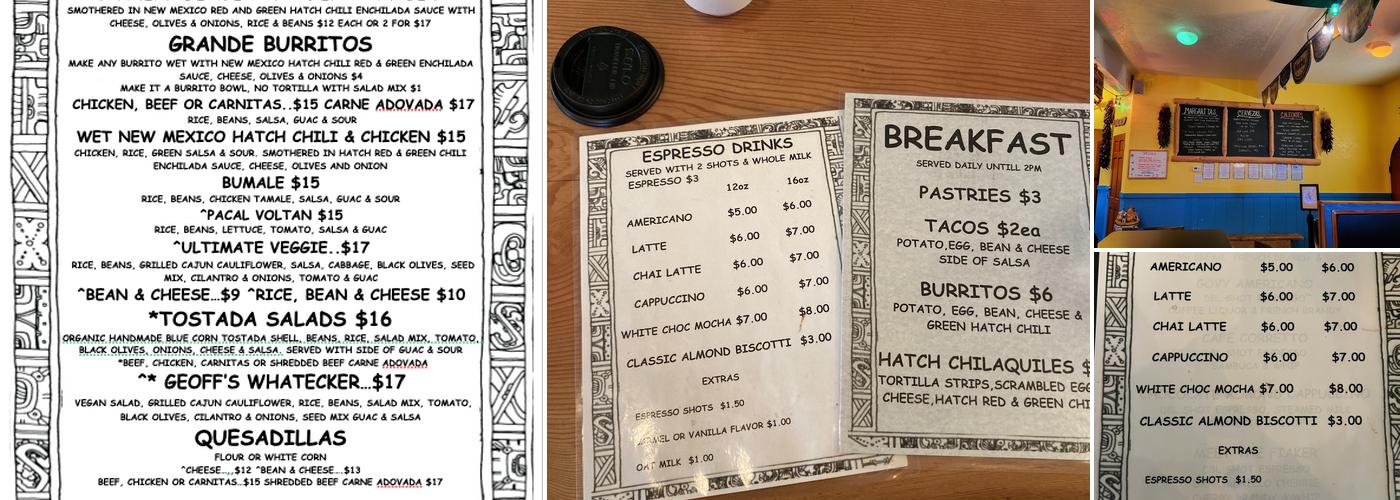 SMOTHERED IN NEW MEXICO RED AND GREEN HATCH CHILI ENCHILADA SAUCE WITH
CHEESE, OLIVES & ONIONS, RICE & BEANS $12 EACH OR 2 FOR $17
GRANDE BURRITOS
MAKE ANY BURRITO WET WITH NEW MEXICO HATCH CHILI RED & GREEN ENCHILADA
SAUCE, CHEESE, OLIVES & ONIONS $4
MAKE IT A BURRITO BOWL, NO TORTILLA WITH SALAD MIX $1
CHICKEN, BEEF OR CARNITAS..$15 CARNE ADOVADA $17
RICE, BEANS, SALSA, GUAC & SOUR
WET NEW MEXICO HATCH CHILI & CHICKEN $15
CHICKEN, RICE, GREEN SALSA & SOUR. SMOTHERED IN HATCH RED & GREEN CHILI
ENCHILADA SAUCE, CHEESE, OLIVES AND ONION
BUMALE $15
RICE, BEANS, CHICKEN TAMALE, SALSA, GUAC & SOUR
^PACAL VOLTAN $15
RICE, BEANS, LETTUCE, TOMATO, SALSA & GUAC
^ULTIMATE VEGGIE..$17
RICE, BEANS, GRILLED CAJUN CAULIFLOWER, SALSA, CABBAGE, BLACK OLIVES, SEED
MIX, CILANTRO & ONIONS, TOMATO & GUAC
^BEAN & CHEESE...$9 ^RICE, BEAN & CHEESE $10
*TOSTADA SALADS $16
ORGANIC HANDMADE BLUE CORN TOSTADA SHELL, BEANS, RICE, SALAD MIX, TOMATO,
BLACK OLIVES, ONIONS, CHEESE & SALSA. SERVED WITH SIDE OF GUAC & SOUR
*BEEF, CHICKEN, CARNITAS OR SHREDDED BEEF CARNE ADOVADA
^* GEOFF'S WHATECKER...$17
VEGAN SALAD, GRILLED CAJUN CAULIFLOWER, RICE, BEANS, SALAD MIX, TOMATO,
BLACK OLIVES, CILANTRO & ONIONS, SEED MIX GUAC & SALSA
QUESADILLAS
FLOUR OR WHITE CORN
^CHEESE....$12 ^BEAN & CHEESE...$13
BEEF, CHICKEN OR CARNITAS...$15 SHREDDED BEEF CARNE ADOVADA $17
ESPRESSO DRINKS
SERVED WITH 2 SHOTS & WHOLE MILK
ESPRESSO $3
12oz 16oz
AMERICANO $5.00 $6.00
LATTE $6.00 $7.00
CHAI LATTE $6.00 $7.00
CAPPUCCINO $6.00 $7.00
WHITE CHOC MOCHA $7.00 $8.00
CLASSIC ALMOND BISCOTTI $3.00
EXTRAS
ESPRESSO SHOTS $1.50
OR VANILLA FLAVOR $1.00
OAT MILK $1.00
BREAKFAST
SERVED DAILY UNTILL 2PM
PASTRIES $3
TACOS $2ea
POTATO,EGG, BEAN & CHEESE
SIDE OF SALSA
BURRITOS $6
POTATO, EGG, BEAN, CHEESE &
GREEN HATCH CHILI
HATCH CHILAQUILES $
TORTILLA STRIPS,SCRAMBLED EGG
CHEESE,HATCH RED & GREEN CHI
MARGARITAS
CERVEZAS
CALIENTES
AMERICANO $5.00 $6.00
LATTE $6.00 $7.00
CHAI LATTE $6.00 $7.00
CAPPUCCINO $6.00 $7.00
WHITE CHOC MOCHA $7.00 $8.00
CLASSIC ALMOND BISCOTTI $3.00
EXTRAS
ESPRESSO SHOTS $1.50